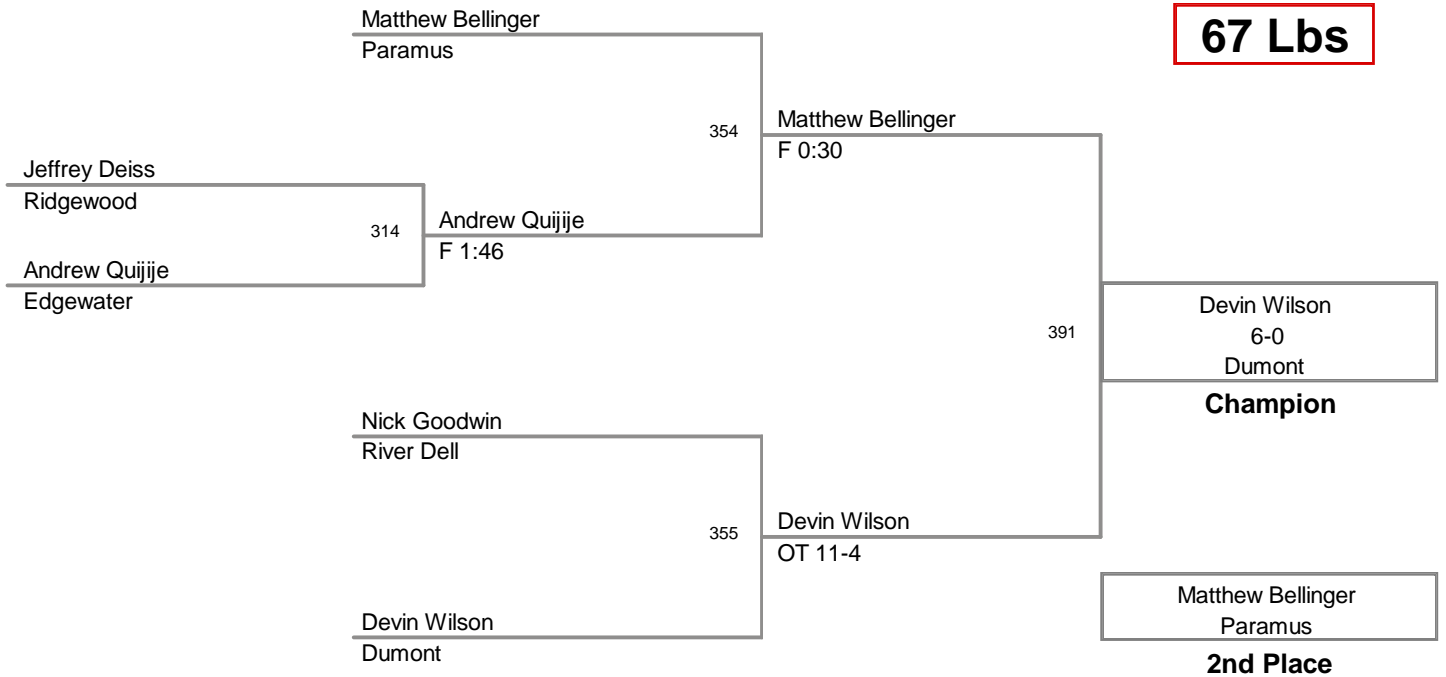 Matthew Bellinger
Paramus
67 Lbs
354
Matthew Bellinger
F 0:30
Jeffrey Deiss
Ridgewood
314
Andrew Quijije
F 1:46
Andrew Quijije
Edgewater
391
Devin Wilson
6-0
Dumont
Champion
Nick Goodwin
River Dell
355
Devin Wilson
OT 11-4
Devin Wilson
Dumont
Matthew Bellinger
Paramus
2nd Place